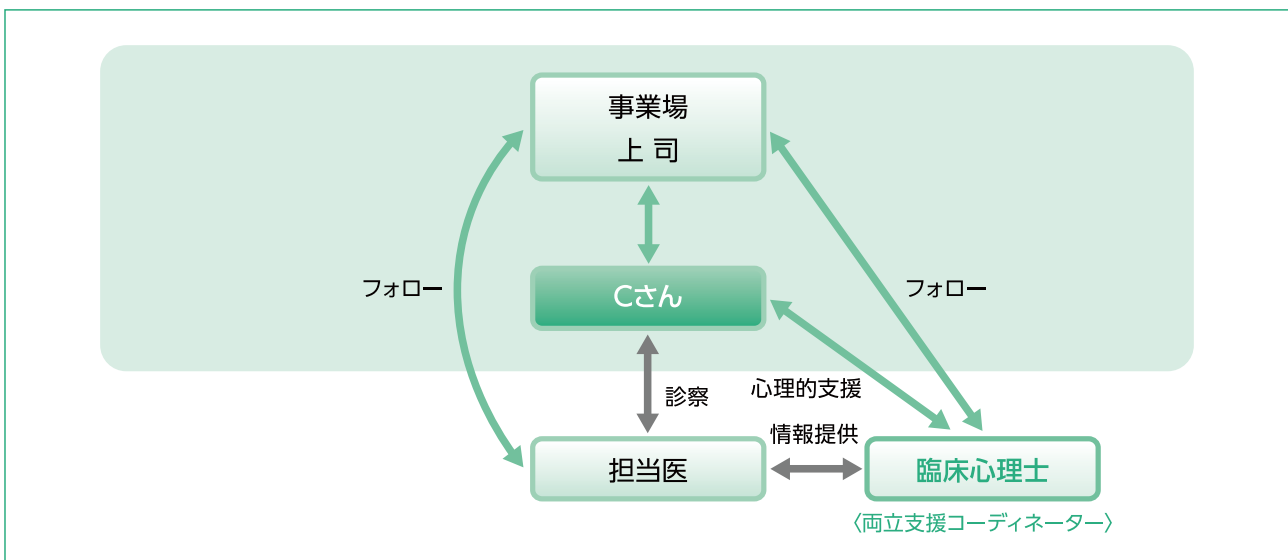 事業場
上 司
フォロー
Cさん
フォロー
診察
心理的支援
情報提供
担当医
臨床心理士
〈両立支援コーディネーター〉